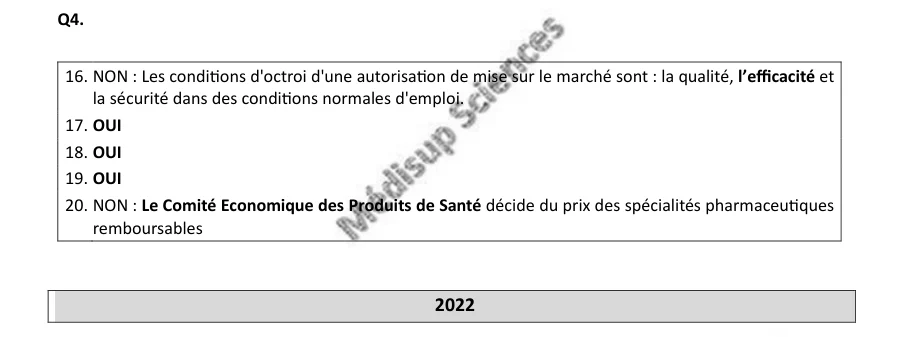 Q4.
16. NON : Les conditions d'octroi d'une autorisation de mise sur le marché sont : la qualité, l'efficacité et
la sécurité dans des conditions normales d'emploi.
17. OUI
18. OUI
19. OUI
20. NON : Le Comité Economique des Produits de Santé décide du prix des spécialités pharmaceutiques
remboursables
Médisup Sciences
2022